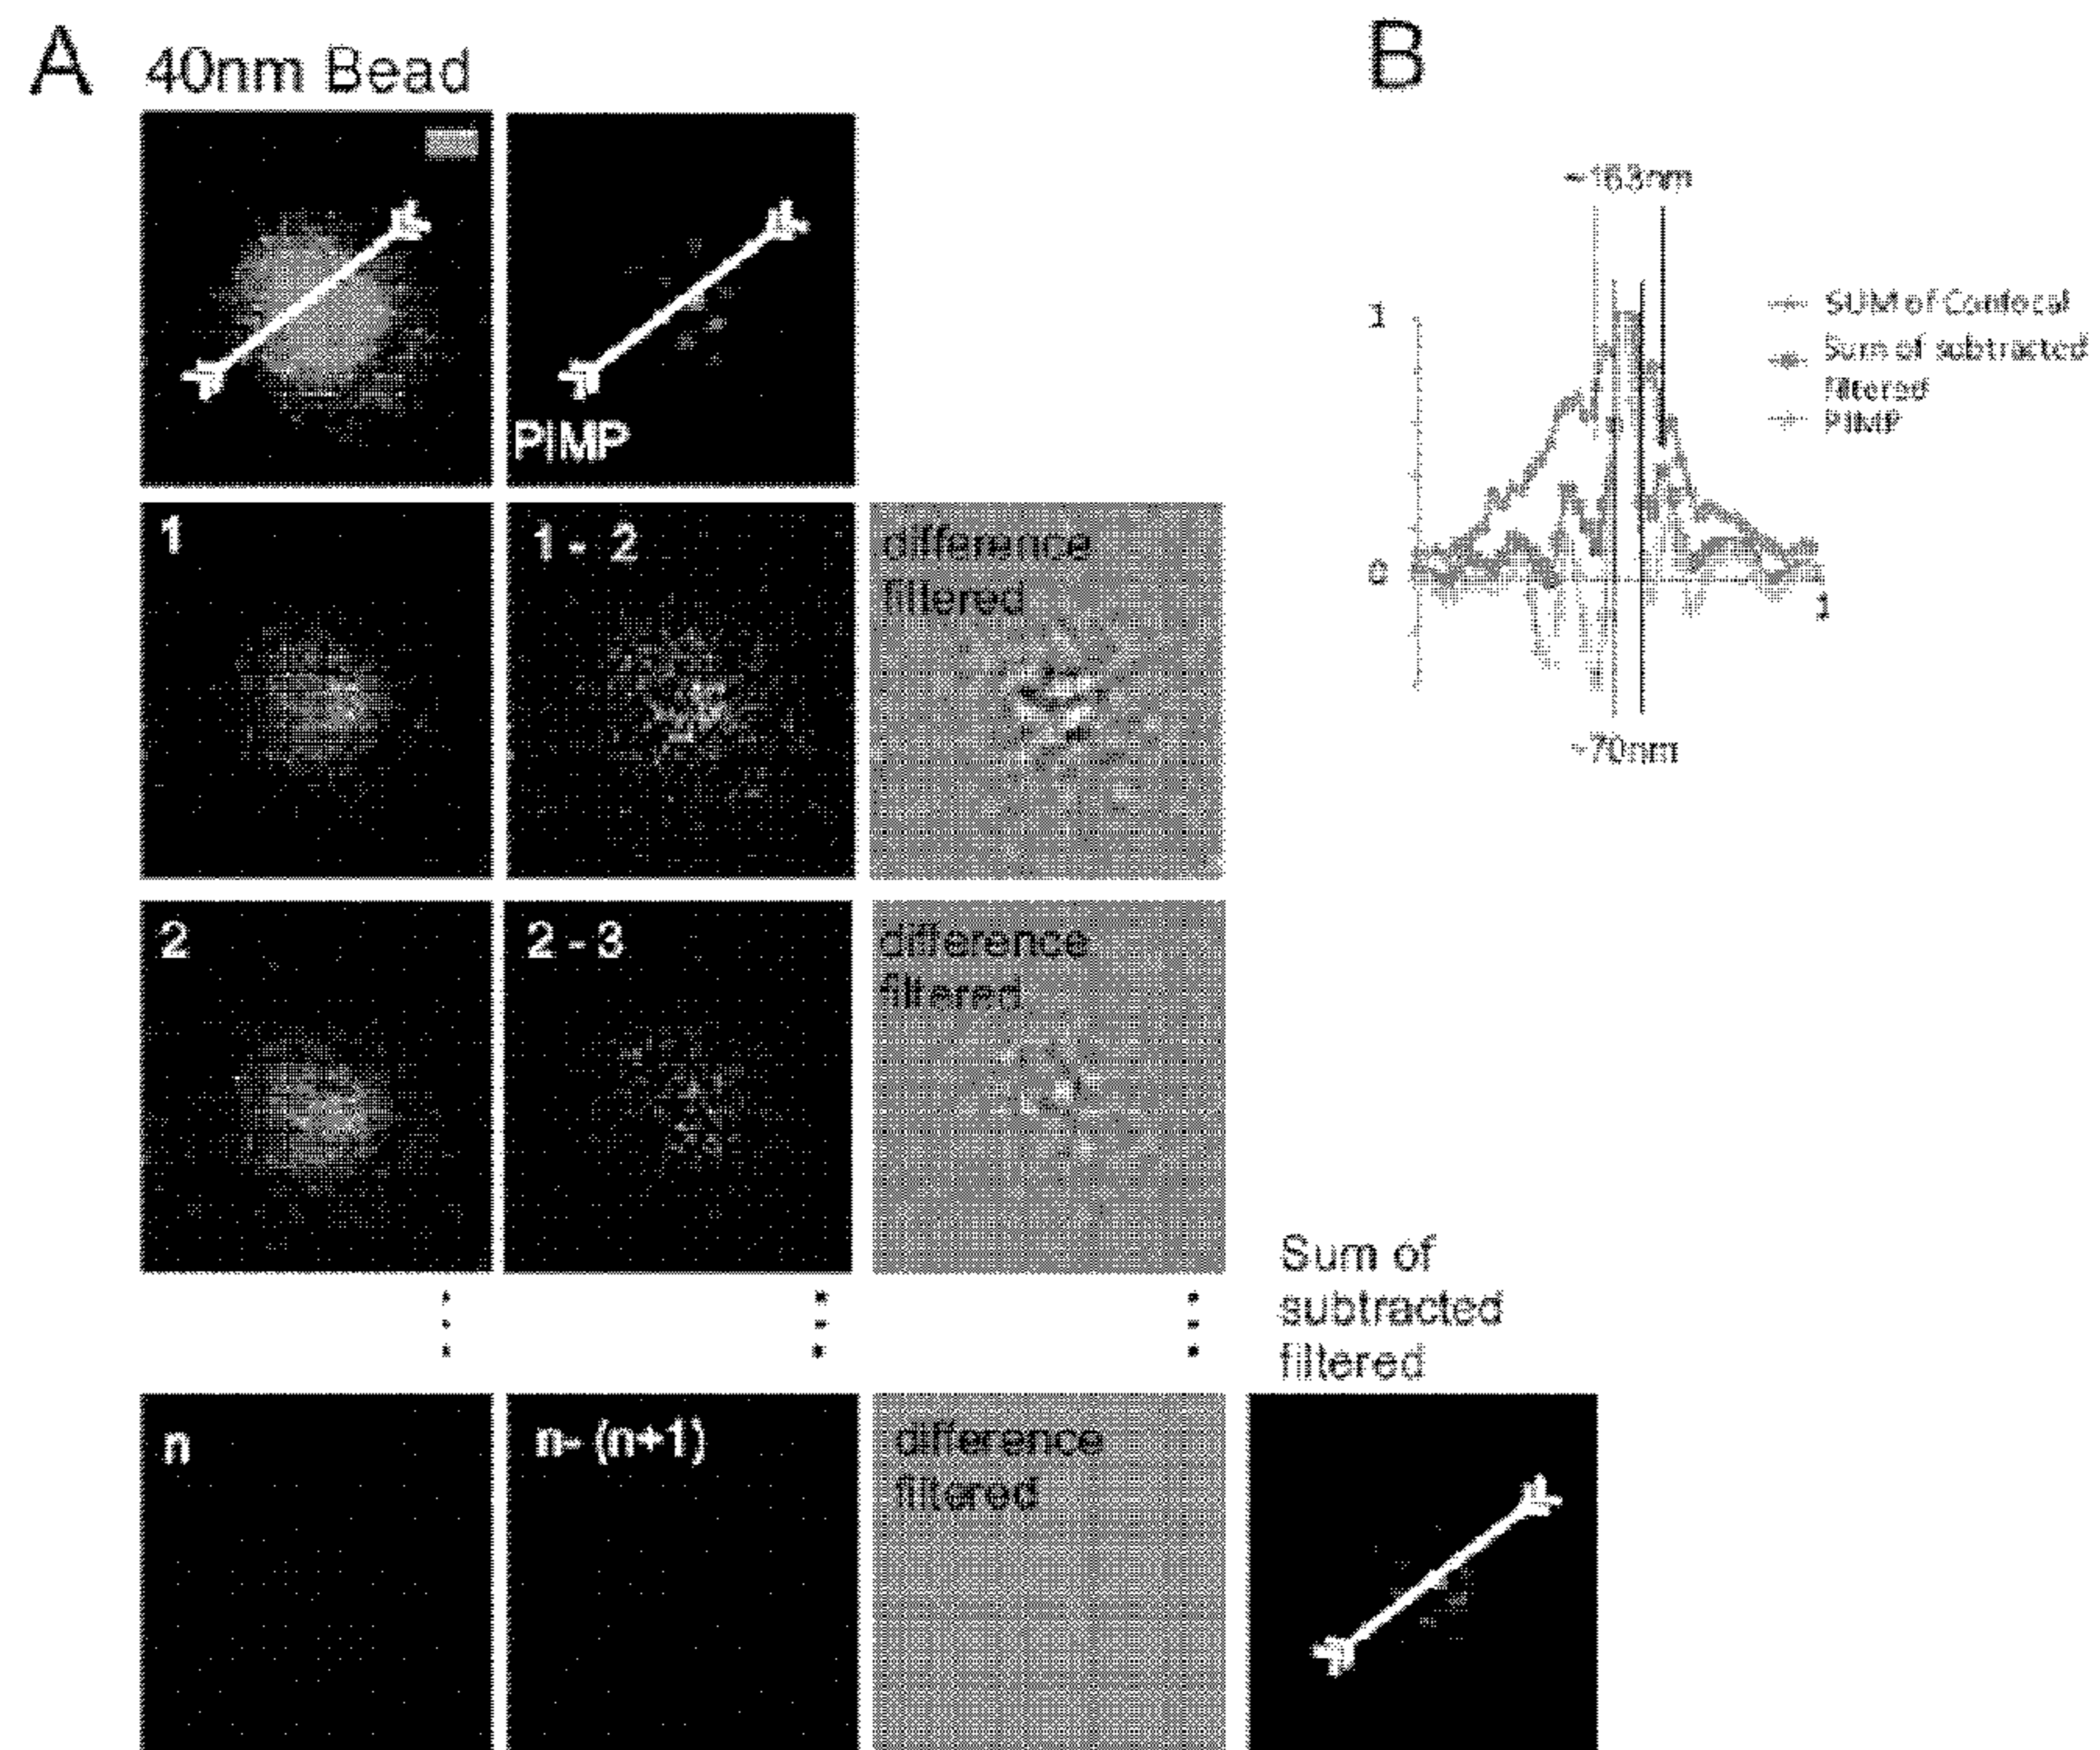 A
40nm Bead
PIMP
1
1 - 2
difference
filtered
2
2 - 3
difference
filtered
n
n- (n+1)
difference
filtered
Sum of
subtracted
filtered
B
~163nm
1
0
1
~70nm
SUM of Confocal
Sum of subtracted
filtered
PIMP